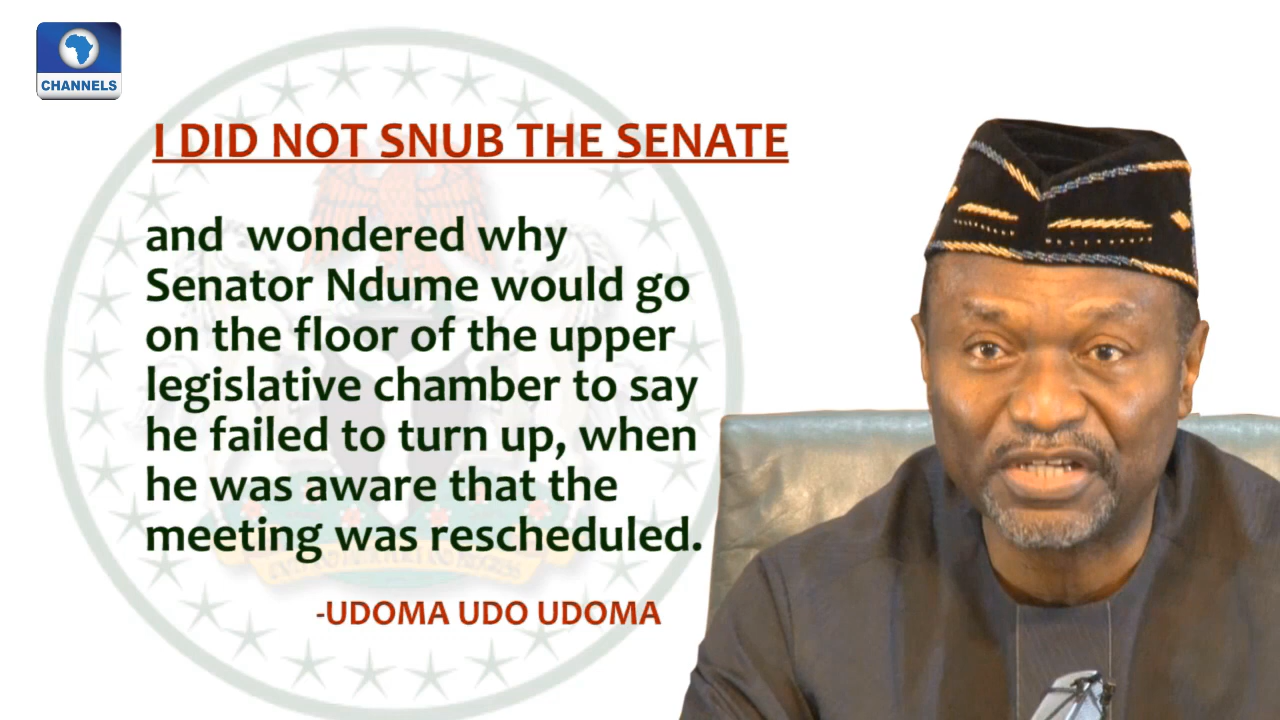 CHANNELS
I DID NOT SNUB THE SENATE
and wondered why
Senator Ndume would go
on the floor of the upper
legislative chamber to say
he failed to turn up, when
he was aware that the
meeting was rescheduled.
-UDOMA UDO UDOMA